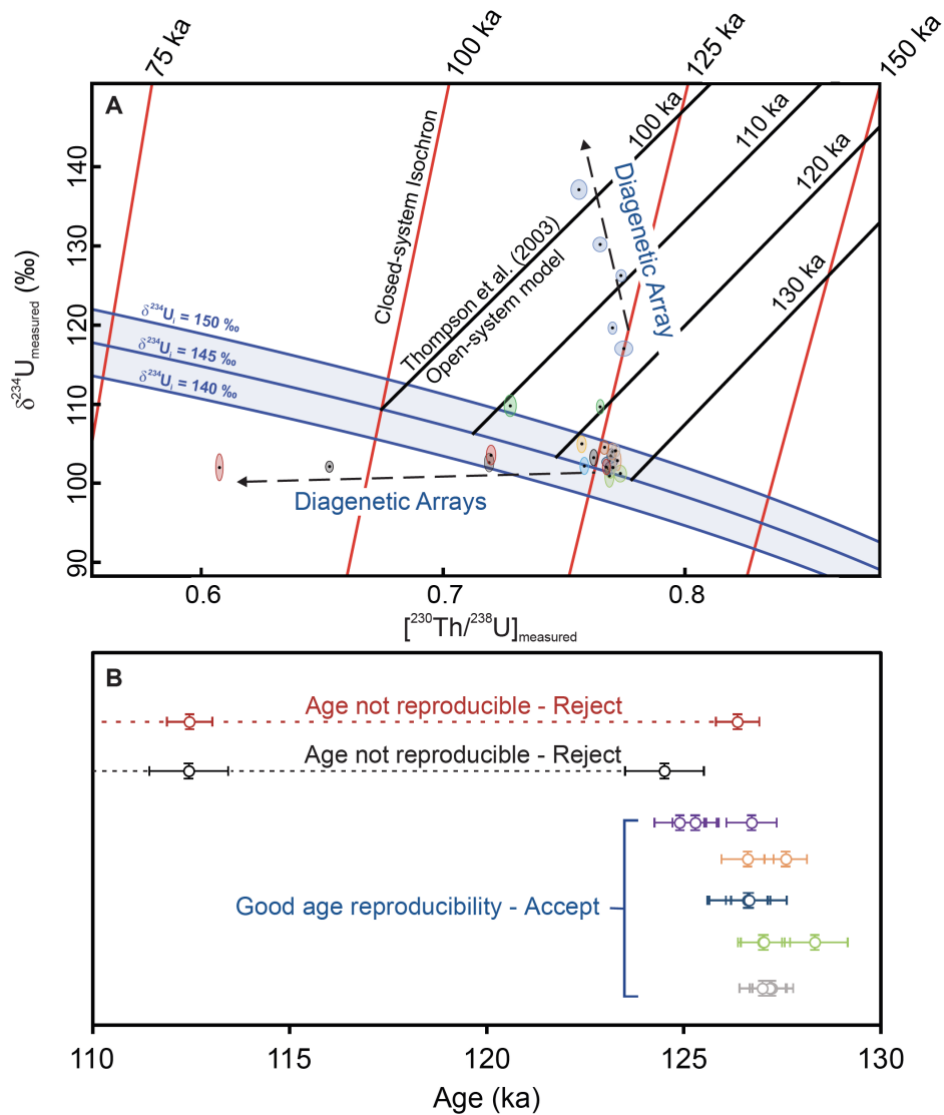 75 ka
100 ka
125 ka
150 ka
A
Closed-system Isochron
Thompson et al. (2003)
Open-system model
100 ka
110 ka
120 ka
130 ka
Diagenetic Array
δ²³⁴Uᵢ = 150 ‰
δ²³⁴Uᵢ = 145 ‰
δ²³⁴Uᵢ = 140 ‰
Diagenetic Arrays
δ²³⁴U measured (‰)
140
130
120
110
100
90
0.6
0.7
0.8
[²³⁰Th/²³⁸U]measured
B
Age not reproducible - Reject
Age not reproducible - Reject
Good age reproducibility - Accept
110
115
120
125
130
Age (ka)